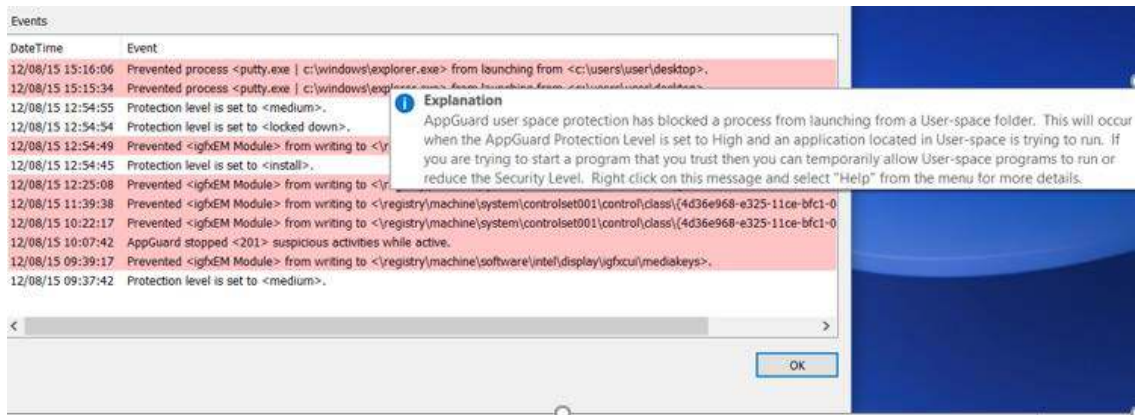 Events
DateTime Event
12/08/15 15:16:06 Prevented process <putty.exe | c:\windows\explorer.exe> from launching from <c:\users\user\desktop>.
12/08/15 15:15:34 Prevented process <putty.exe | c:\windows\explorer.exe> from launching from <c:\users\user\desktop>.
12/08/15 12:54:55 Protection level is set to <medium>.
12/08/15 12:54:54 Protection level is set to <locked down>.
12/08/15 12:54:49 Prevented <igfxEM Module> from writing to <\r
12/08/15 12:54:45 Protection level is set to <install>.
12/08/15 12:25:08 Prevented <igfxEM Module> from writing to <\r
12/08/15 11:39:38 Prevented <igfxEM Module> from writing to <\registry\machine\system\controlset001\control\class\{4d36e968-e325-11ce-bfc1-0
12/08/15 10:22:17 Prevented <igfxEM Module> from writing to <\registry\machine\system\controlset001\control\class\{4d36e968-e325-11ce-bfc1-0
12/08/15 10:07:42 AppGuard stopped <201> suspicious activities while active.
12/08/15 09:39:17 Prevented <igfxEM Module> from writing to <\registry\machine\software\intel\display\igfxcui\mediakeys>.
12/08/15 09:37:42 Protection level is set to <medium>.
Explanation
AppGuard user space protection has blocked a process from launching from a User-space folder. This will occur
when the AppGuard Protection Level is set to High and an application located in User-space is trying to run. If
you are trying to start a program that you trust then you can temporarily allow User-space programs to run or
reduce the Security Level. Right click on this message and select "Help" from the menu for more details.
OK